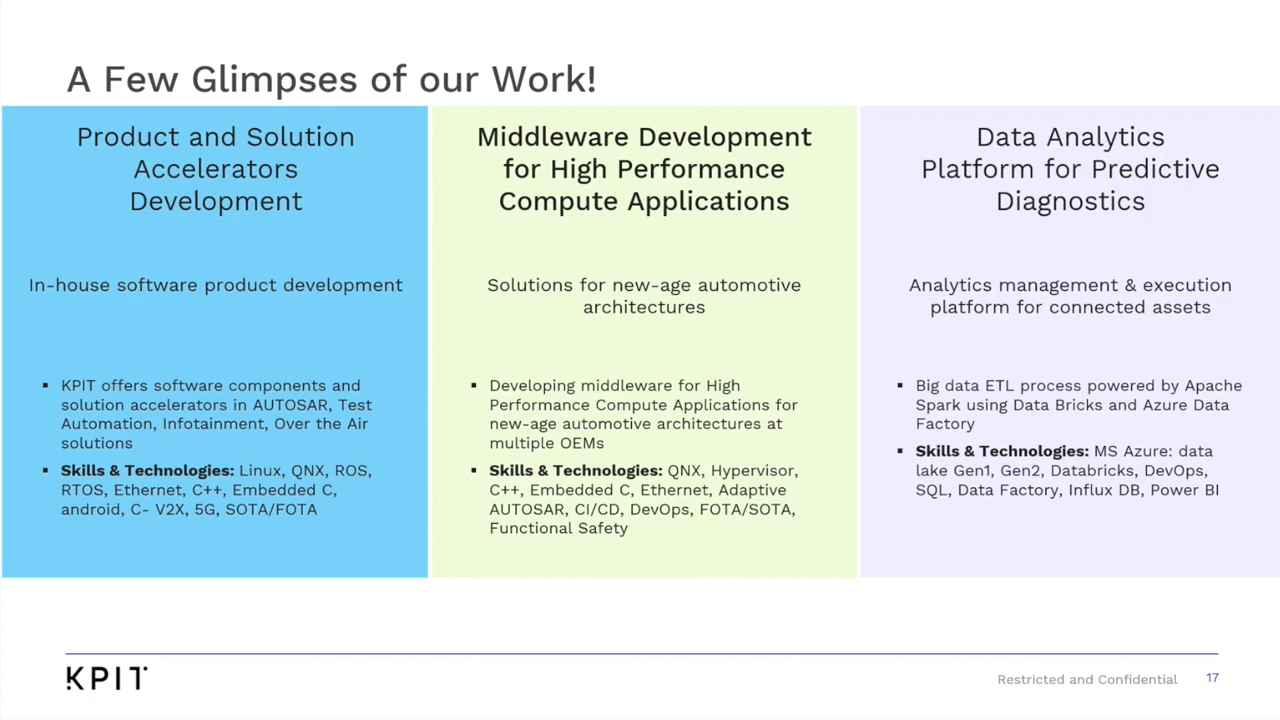 A Few Glimpses of our Work!
Product and Solution
Accelerators
Development
In-house software product development
▪ KPIT offers software components and
solution accelerators in AUTOSAR, Test
Automation, Infotainment, Over the Air
solutions
▪ Skills & Technologies: Linux, QNX, ROS,
RTOS, Ethernet, C++, Embedded C,
android, C- V2X, 5G, SOTA/FOTA
Middleware Development
for High Performance
Compute Applications
Solutions for new-age automotive
architectures
▪ Developing middleware for High
Performance Compute Applications for
new-age automotive architectures at
multiple OEMs
▪ Skills & Technologies: QNX, Hypervisor,
C++, Embedded C, Ethernet, Adaptive
AUTOSAR, CI/CD, DevOps, FOTA/SOTA,
Functional Safety
Data Analytics
Platform for Predictive
Diagnostics
Analytics management & execution
platform for connected assets
▪ Big data ETL process powered by Apache
Spark using Data Bricks and Azure Data
Factory
▪ Skills & Technologies: MS Azure: data
lake Gen1, Gen2, Databricks, DevOps,
SQL, Data Factory, Influx DB, Power BI
KPIT
Restricted and Confidential
17